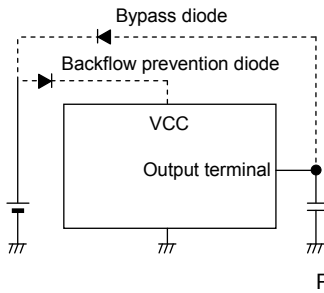 Bypass diode
Backflow prevention diode
VCC
Output terminal
F